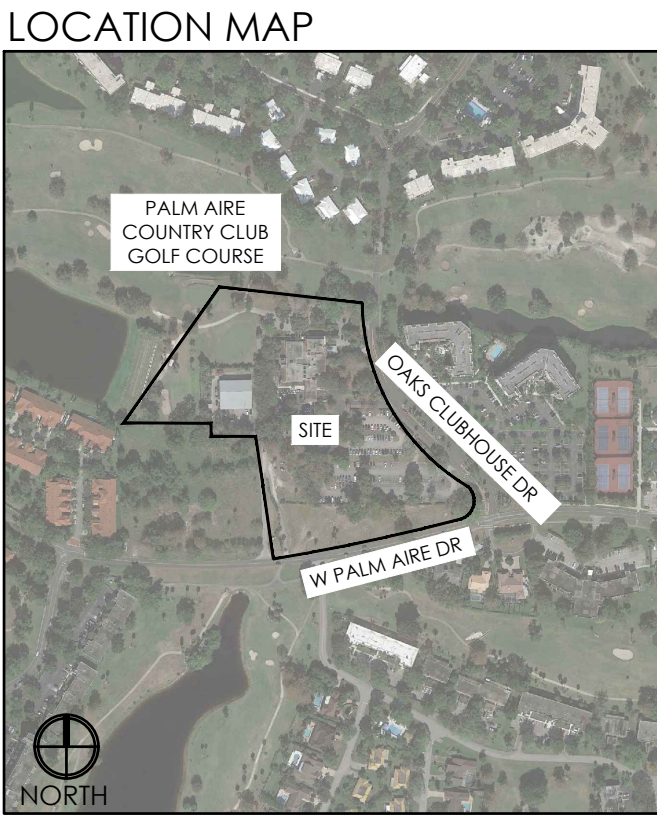 LOCATION MAP
PALM AIRE
COUNTRY CLUB
GOLF COURSE
OAKS CLUBHOUSE DR
SITE
W PALM AIRE DR
NORTH